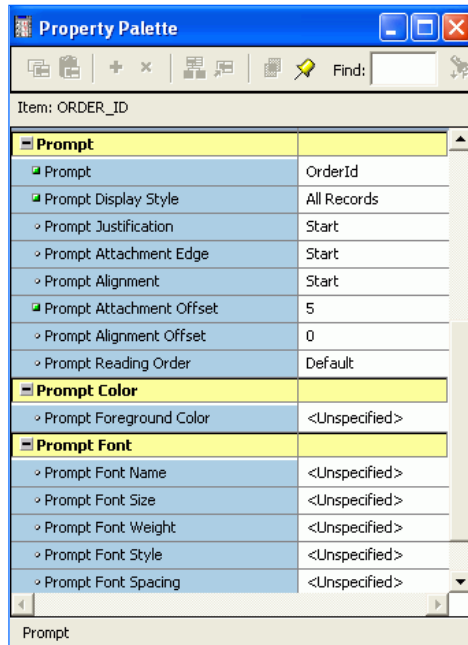 Property Palette
Find:
Item: ORDER_ID
Prompt
Prompt OrderId
Prompt Display Style All Records
Prompt Justification Start
Prompt Attachment Edge Start
Prompt Alignment Start
Prompt Attachment Offset 5
Prompt Alignment Offset 0
Prompt Reading Order Default
Prompt Color
Prompt Foreground Color <Unspecified>
Prompt Font
Prompt Font Name <Unspecified>
Prompt Font Size <Unspecified>
Prompt Font Weight <Unspecified>
Prompt Font Style <Unspecified>
Prompt Font Spacing <Unspecified>
Prompt